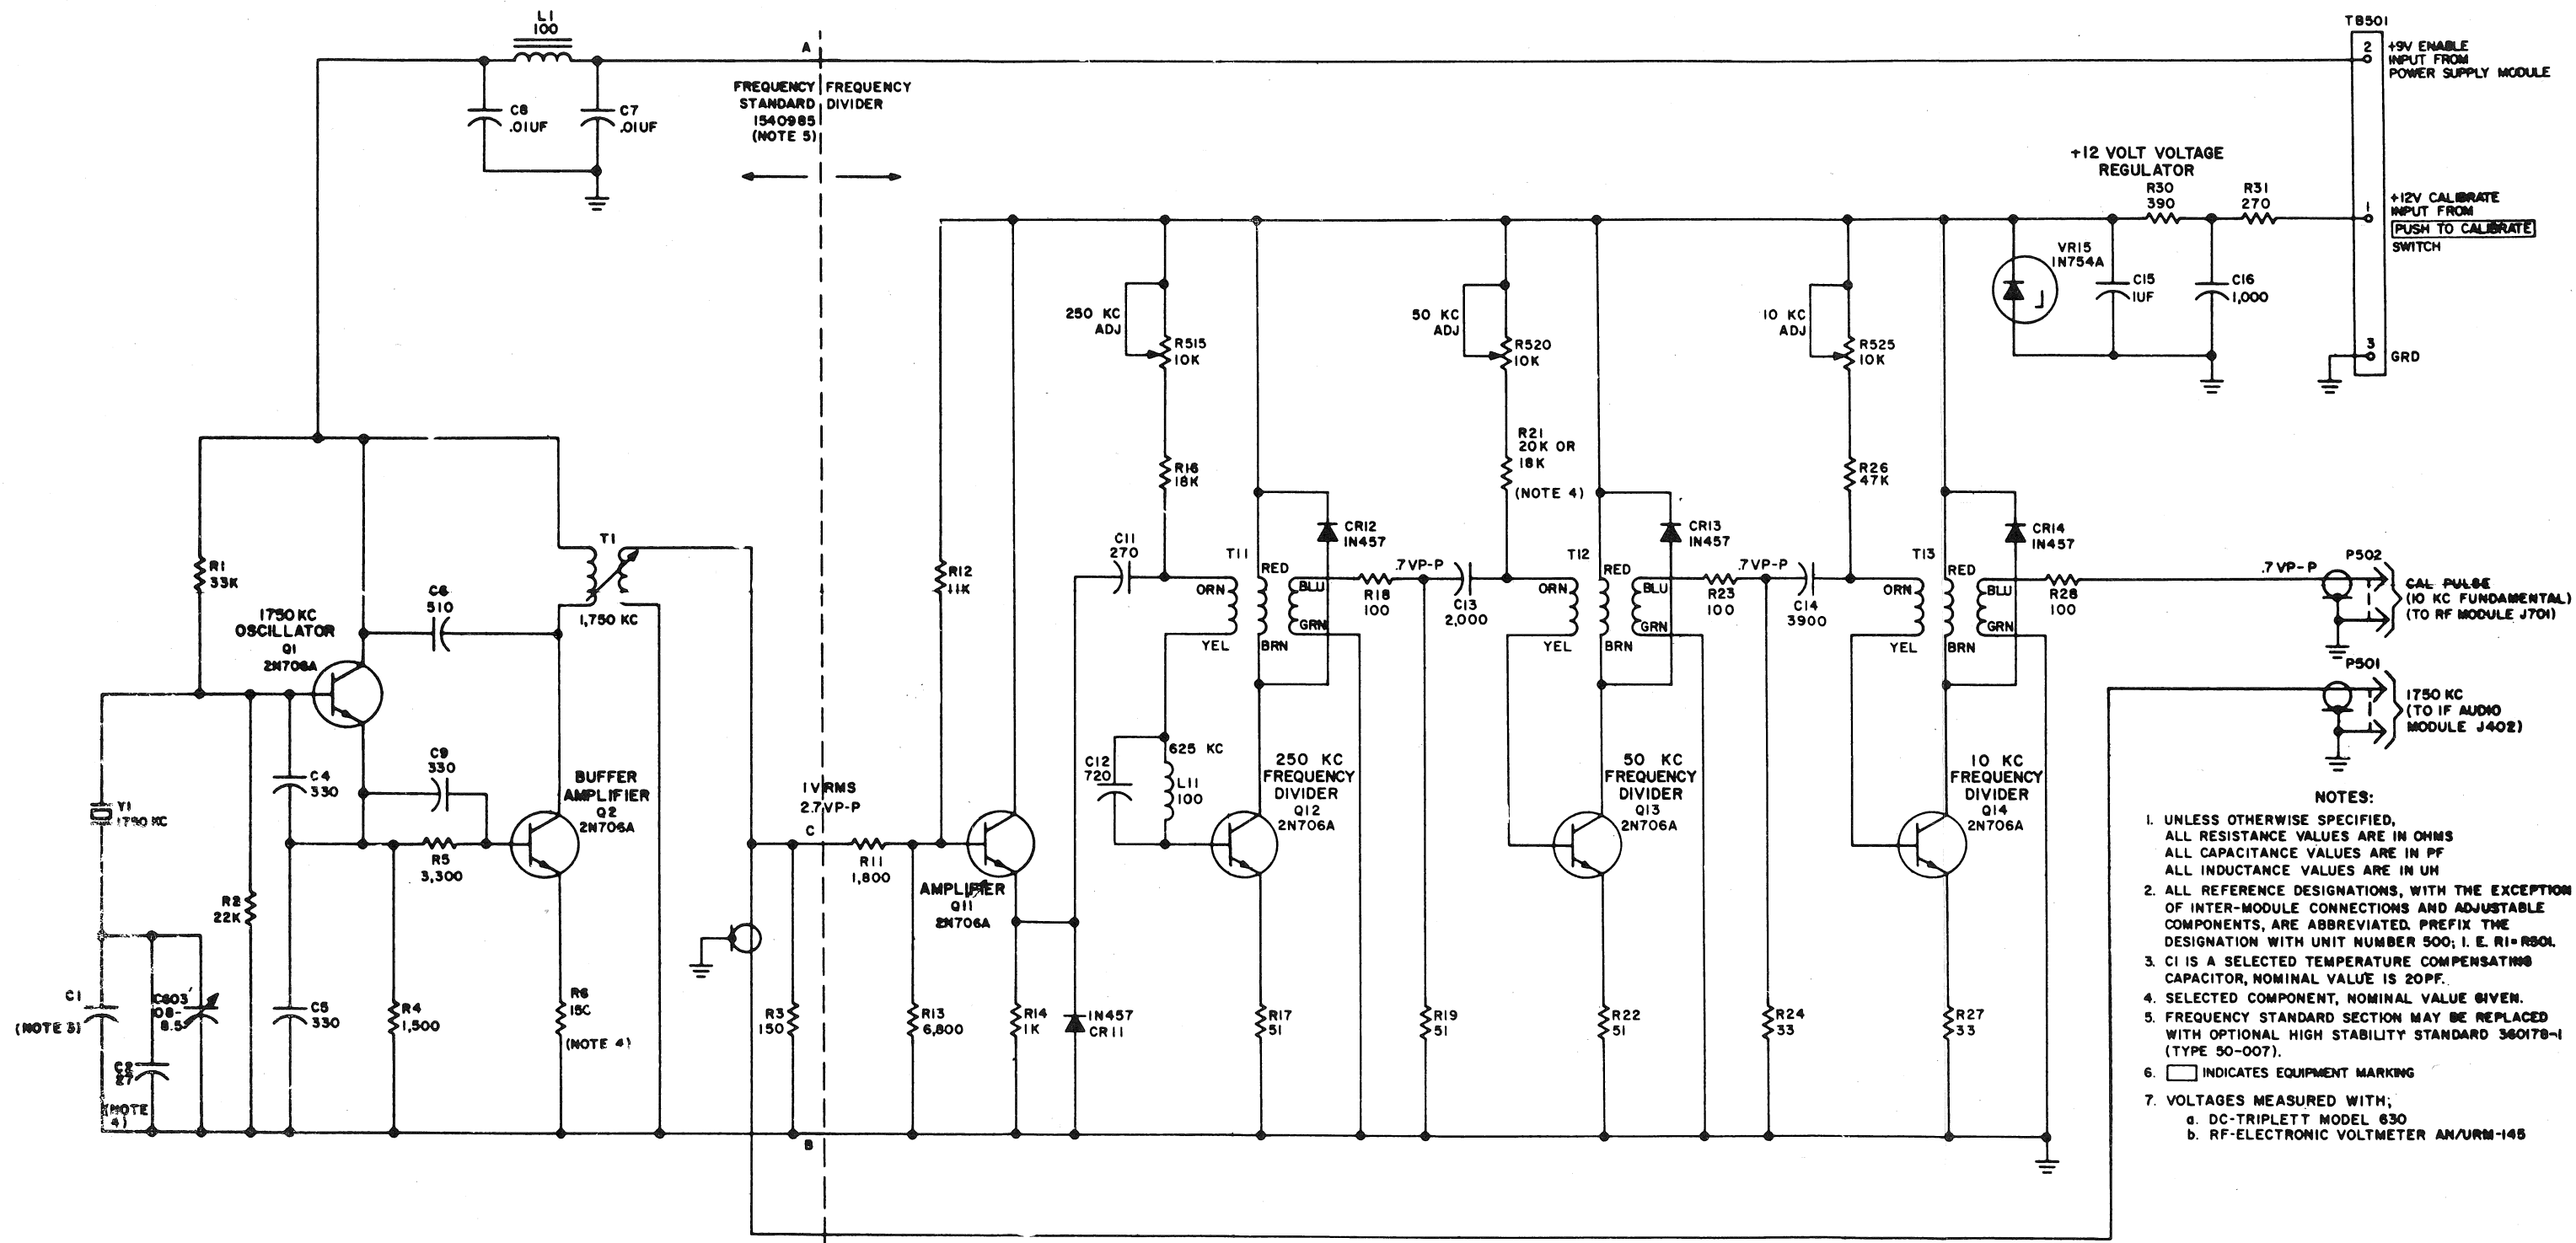 L1
100
A
FREQUENCY
STANDARD
1540985
(NOTE 5)
FREQUENCY
DIVIDER
C8
.01UF
C7
.01UF
TB501
2
+9V ENABLE
INPUT FROM
POWER SUPPLY MODULE
+12 VOLT VOLTAGE
REGULATOR
R30
390
R31
270
1
+12V CALIBRATE
INPUT FROM
PUSH TO CALIBRATE
SWITCH
VR15
1N754A
C15
1UF
C16
1,000
3
GRD
250 KC
ADJ
R515
10K
50 KC
ADJ
R520
10K
10 KC
ADJ
R525
10K
R16
18K
R21
20K OR
18K
(NOTE 4)
R26
47K
R1
33K
1750 KC
OSCILLATOR
Q1
2N706A
C6
510
T1
1,750 KC
R12
11K
C11
270
T11
ORN
YEL
RED
BRN
BLU
GRN
CR12
1N457
R18
100
.7VP-P
C13
2,000
T12
ORN
YEL
RED
BRN
BLU
GRN
CR13
1N457
R23
100
.7VP-P
C14
3900
T13
ORN
YEL
RED
BRN
BLU
GRN
CR14
1N457
R28
100
.7VP-P
P502
CAL PULSE
(10 KC FUNDAMENTAL)
(TO RF MODULE J701)
P501
1750 KC
(TO IF AUDIO
MODULE J402)
Y1
1750 KC
C4
330
C9
330
R5
3,300
BUFFER
AMPLIFIER
Q2
2N706A
1VRMS
2.7VP-P
C
R11
1,800
AMPLIFIER
Q11
2N706A
C12
720
625 KC
L11
100
250 KC
FREQUENCY
DIVIDER
Q12
2N706A
50 KC
FREQUENCY
DIVIDER
Q13
2N706A
10 KC
FREQUENCY
DIVIDER
Q14
2N706A
R2
22K
C1
(NOTE 3)
8.5
27
(NOTE
4)
C5
330
R4
1,500
R6
(NOTE 4)
R3
150
R13
6,800
R14
1K
1N457
CR11
R17
51
R19
51
R22
51
R24
33
R27
33
B
NOTES:
1. UNLESS OTHERWISE SPECIFIED,
ALL RESISTANCE VALUES ARE IN OHMS
ALL CAPACITANCE VALUES ARE IN PF
ALL INDUCTANCE VALUES ARE IN UH
2. ALL REFERENCE DESIGNATIONS, WITH THE EXCEPTION
OF INTER-MODULE CONNECTIONS AND ADJUSTABLE
COMPONENTS, ARE ABBREVIATED. PREFIX THE
DESIGNATION WITH UNIT NUMBER 500; I. E. R1=R501.
3. C1 IS A SELECTED TEMPERATURE COMPENSATING
CAPACITOR, NOMINAL VALUE IS 20PF.
4. SELECTED COMPONENT, NOMINAL VALUE GIVEN.
5. FREQUENCY STANDARD SECTION MAY BE REPLACED
WITH OPTIONAL HIGH STABILITY STANDARD 360178-1
(TYPE 50-007).
6. INDICATES EQUIPMENT MARKING
7. VOLTAGES MEASURED WITH;
a. DC-TRIPLETT MODEL 630
b. RF-ELECTRONIC VOLTMETER AN/URM-145